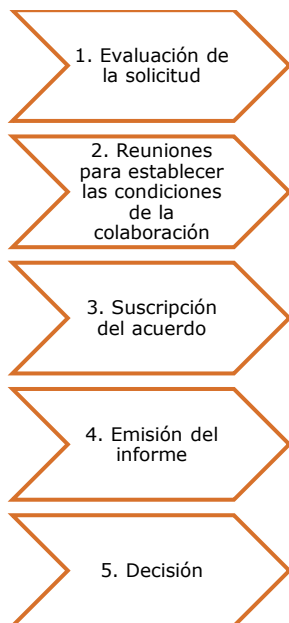 1. Evaluación de
la solicitud
2. Reuniones
para establecer
las condiciones
de la
colaboración
3. Suscripción
del acuerdo
4. Emisión del
informe
5. Decisión